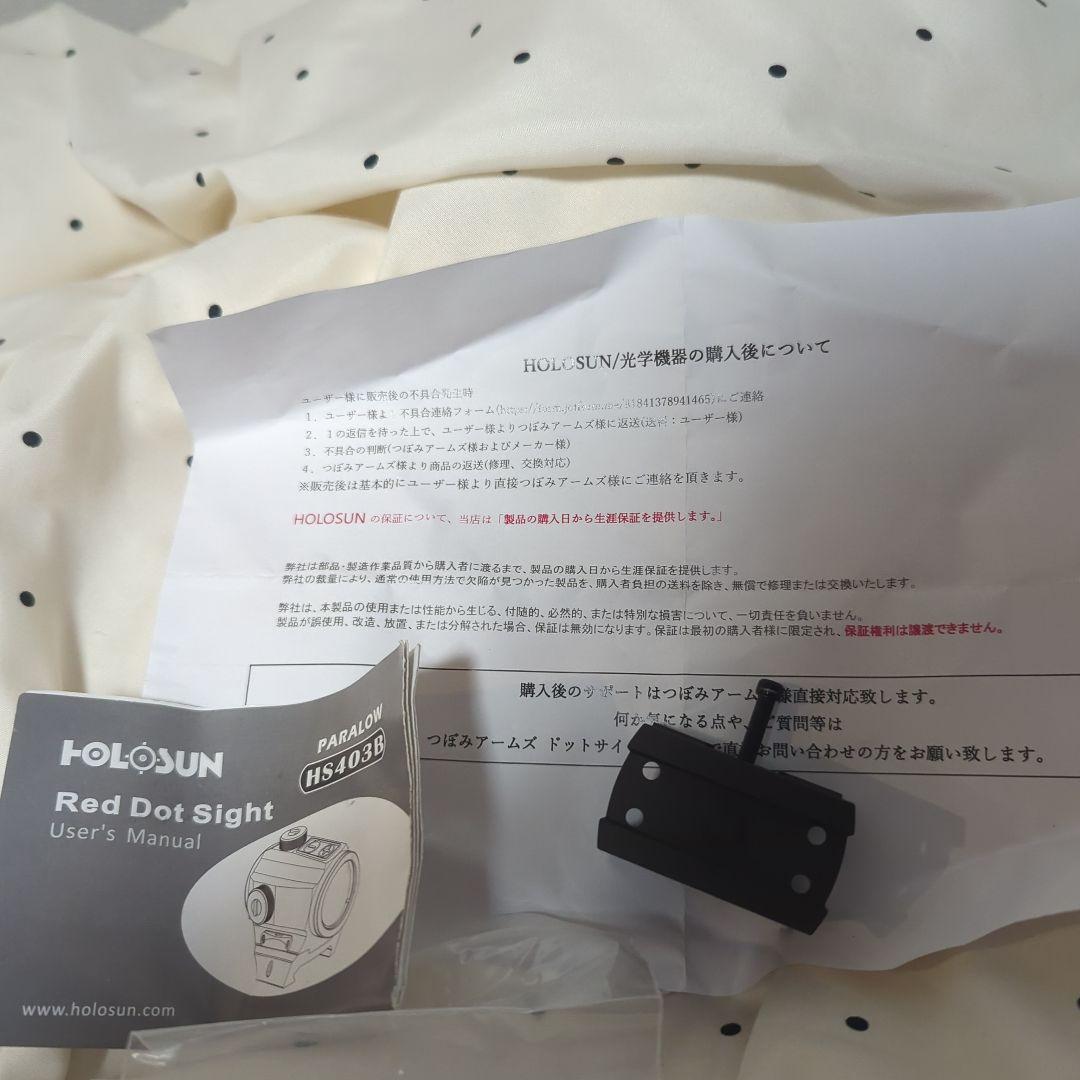 HOLOSUN/光学機器の購入後について
ユーザー様に販売後の不具合発生時
1．ユーザー様よ 不具合連絡フォーム(https://form.jotform.me/ 41378941465)にご連絡
2．1の返信を待った上で、ユーザー様よりつぼみアームズ様に返送(送料：ユーザー様)
3．不具合の判断(つぼみアームズ様およびメーカー様)
4．つぼみアームズ様より商品の返送(修理、交換対応)
※販売後は基本的にユーザー様より直接つぼみアームズ様にご連絡を頂きます。
HOLOSUN の保証について、当店は「製品の購入日から生涯保証を提供します。」
弊社は部品・製造作業品質から購入者に渡るまで、製品の購入日から生涯保証を提供します。
弊社の裁量により、通常の使用方法で欠陥が見つかった製品を、購入者負担の送料を除き、無償で修理または交換いたします。
弊社は、本製品の使用または性能から生じる、付随的、必然的、または特別な損害について、一切責任を負いません。
製品が誤使用、改造、放置、または分解された場合、保証は無効になります。保証は最初の購入者様に限定され、保証権利は譲渡できません。
購入後のサポートはつぼみアーム 様直接対応致します。
何か気になる点や、ご質問等は
つぼみアームズ ドットサイ で直 お問い合わせの方をお願い致します。
HOLOSUN
PARALOW
HS403B
Red Dot Sight
User's Manual
www.holosun.com